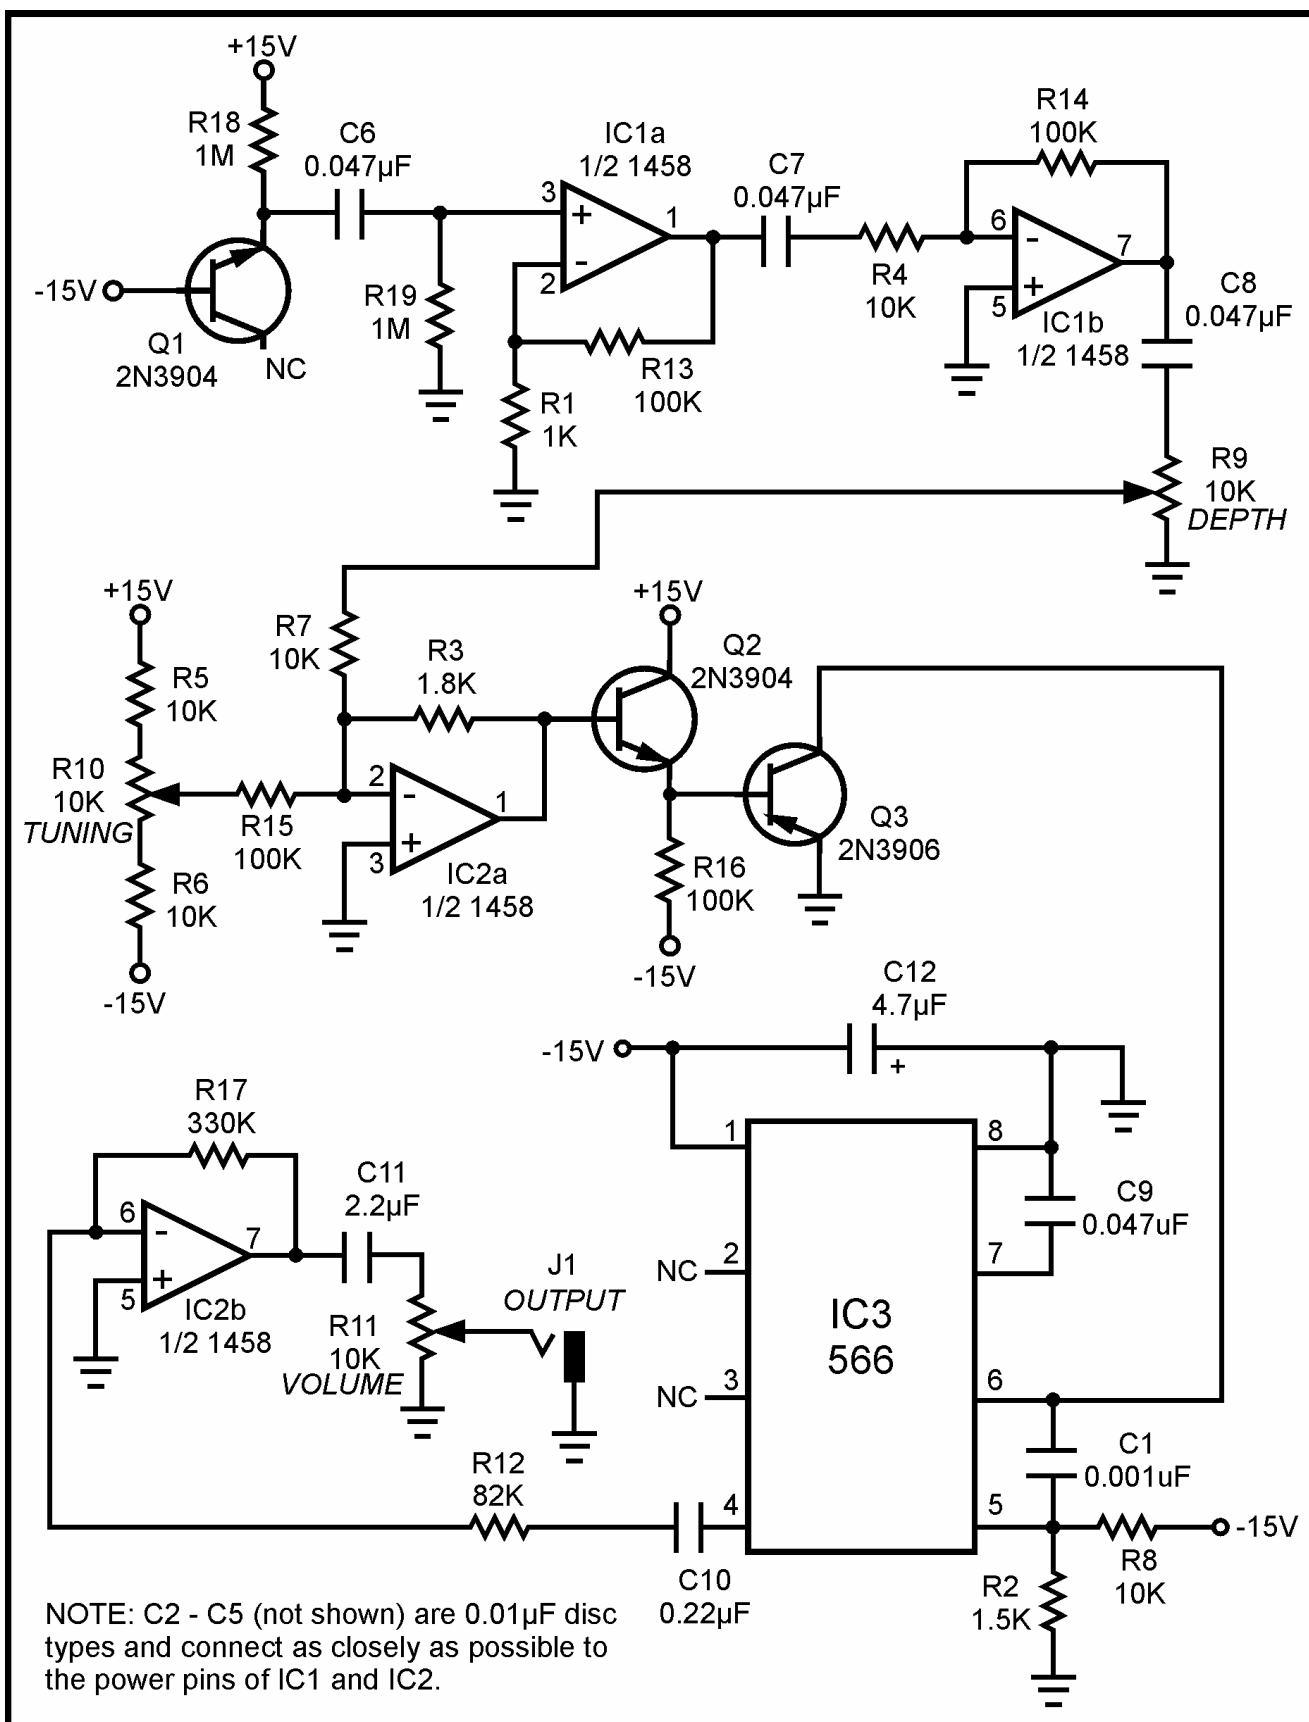 +15V
R18
1M
C6
0.047µF
IC1a
1/2 1458
3
+
-
2
1
C7
0.047µF
R14
100K
R4
10K
6
-
+
5
7
IC1b
1/2 1458
C8
0.047µF
-15V
Q1
2N3904
NC
R19
1M
R13
100K
R1
1K
R9
10K
DEPTH
+15V
R5
10K
R10
10K
TUNING
R6
10K
-15V
R7
10K
R3
1.8K
R15
100K
2
-
+
3
1
IC2a
1/2 1458
+15V
Q2
2N3904
Q3
2N3906
R16
100K
-15V
C12
4.7µF
-15V
+
R17
330K
6
-
+
5
7
IC2b
1/2 1458
C11
2.2µF
R11
10K
VOLUME
J1
OUTPUT
1
8
C9
0.047uF
NC
2
7
IC3
566
NC
3
6
C1
0.001uF
4
5
-15V
R12
82K
C10
0.22µF
R2
1.5K
R8
10K
NOTE: C2 - C5 (not shown) are 0.01µF disc
types and connect as closely as possible to
the power pins of IC1 and IC2.